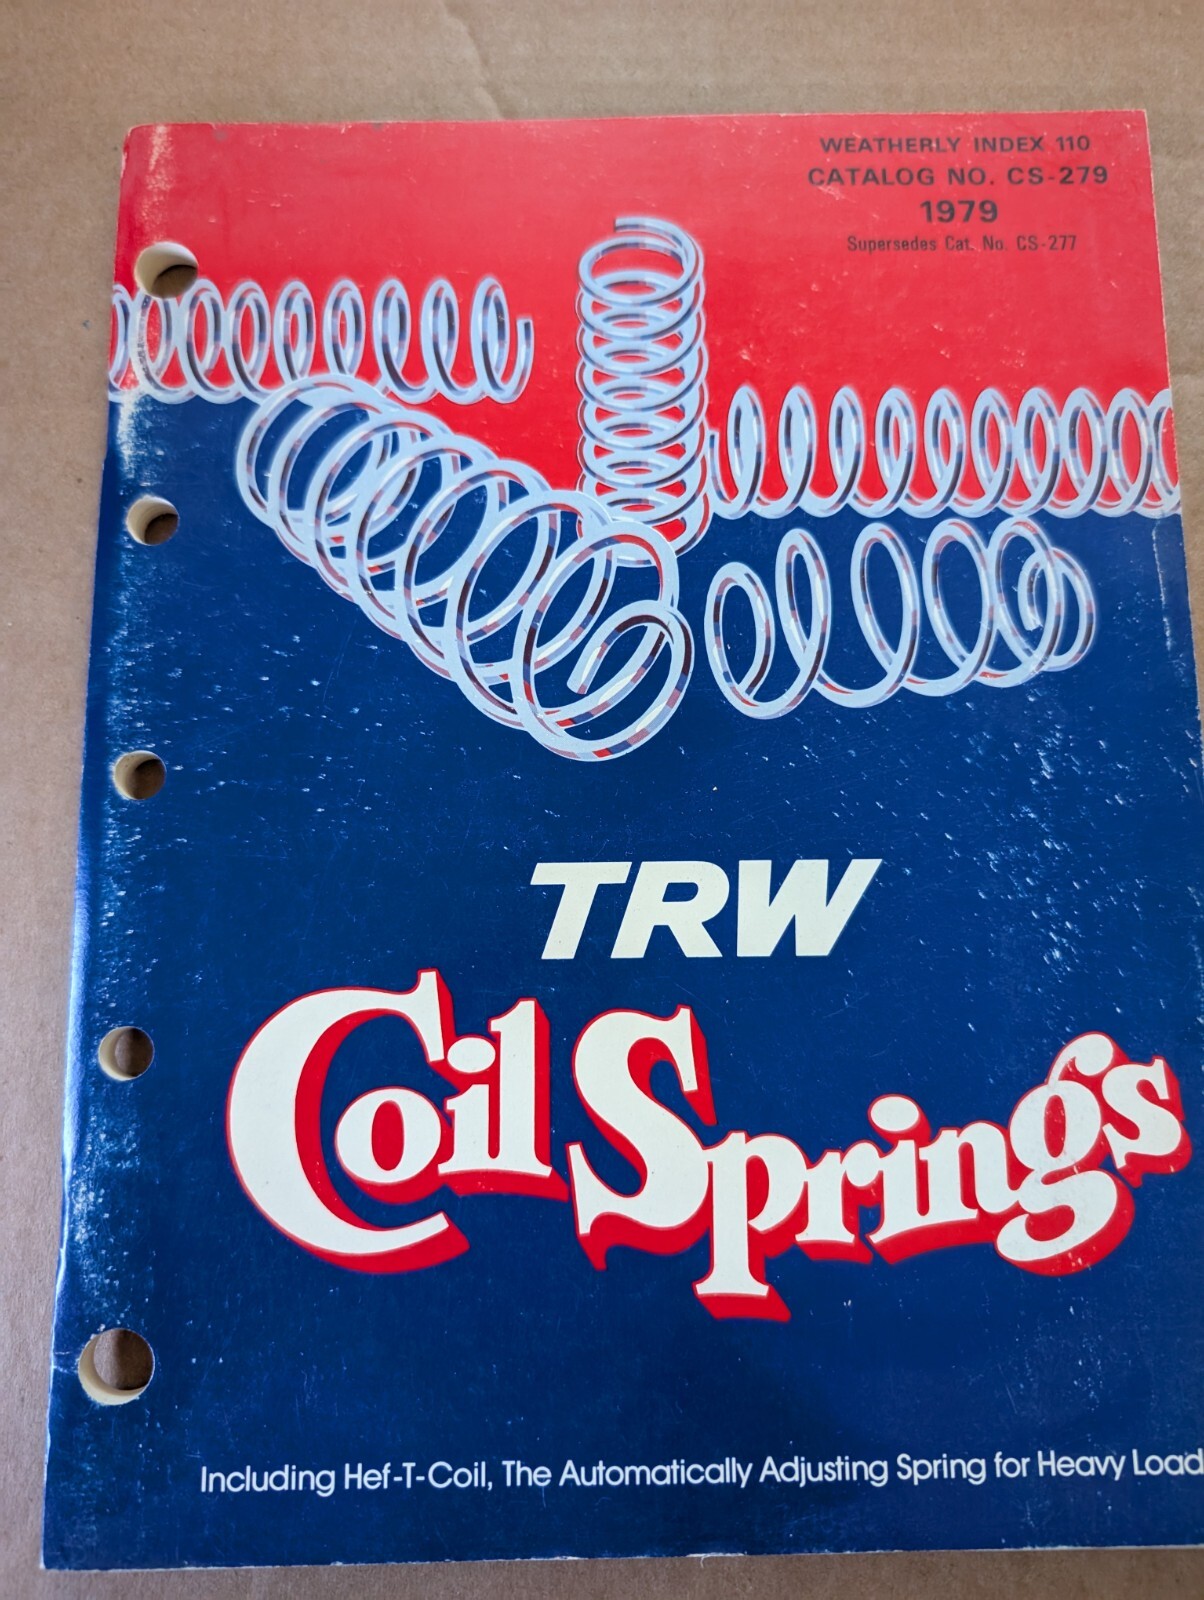 WEATHERLY INDEX 110
CATALOG NO. CS-279
1979
Supersedes Cat. No. CS-277
TRW
Coil Springs
Including Hef-T-Coil, The Automatically Adjusting Spring for Heavy Load